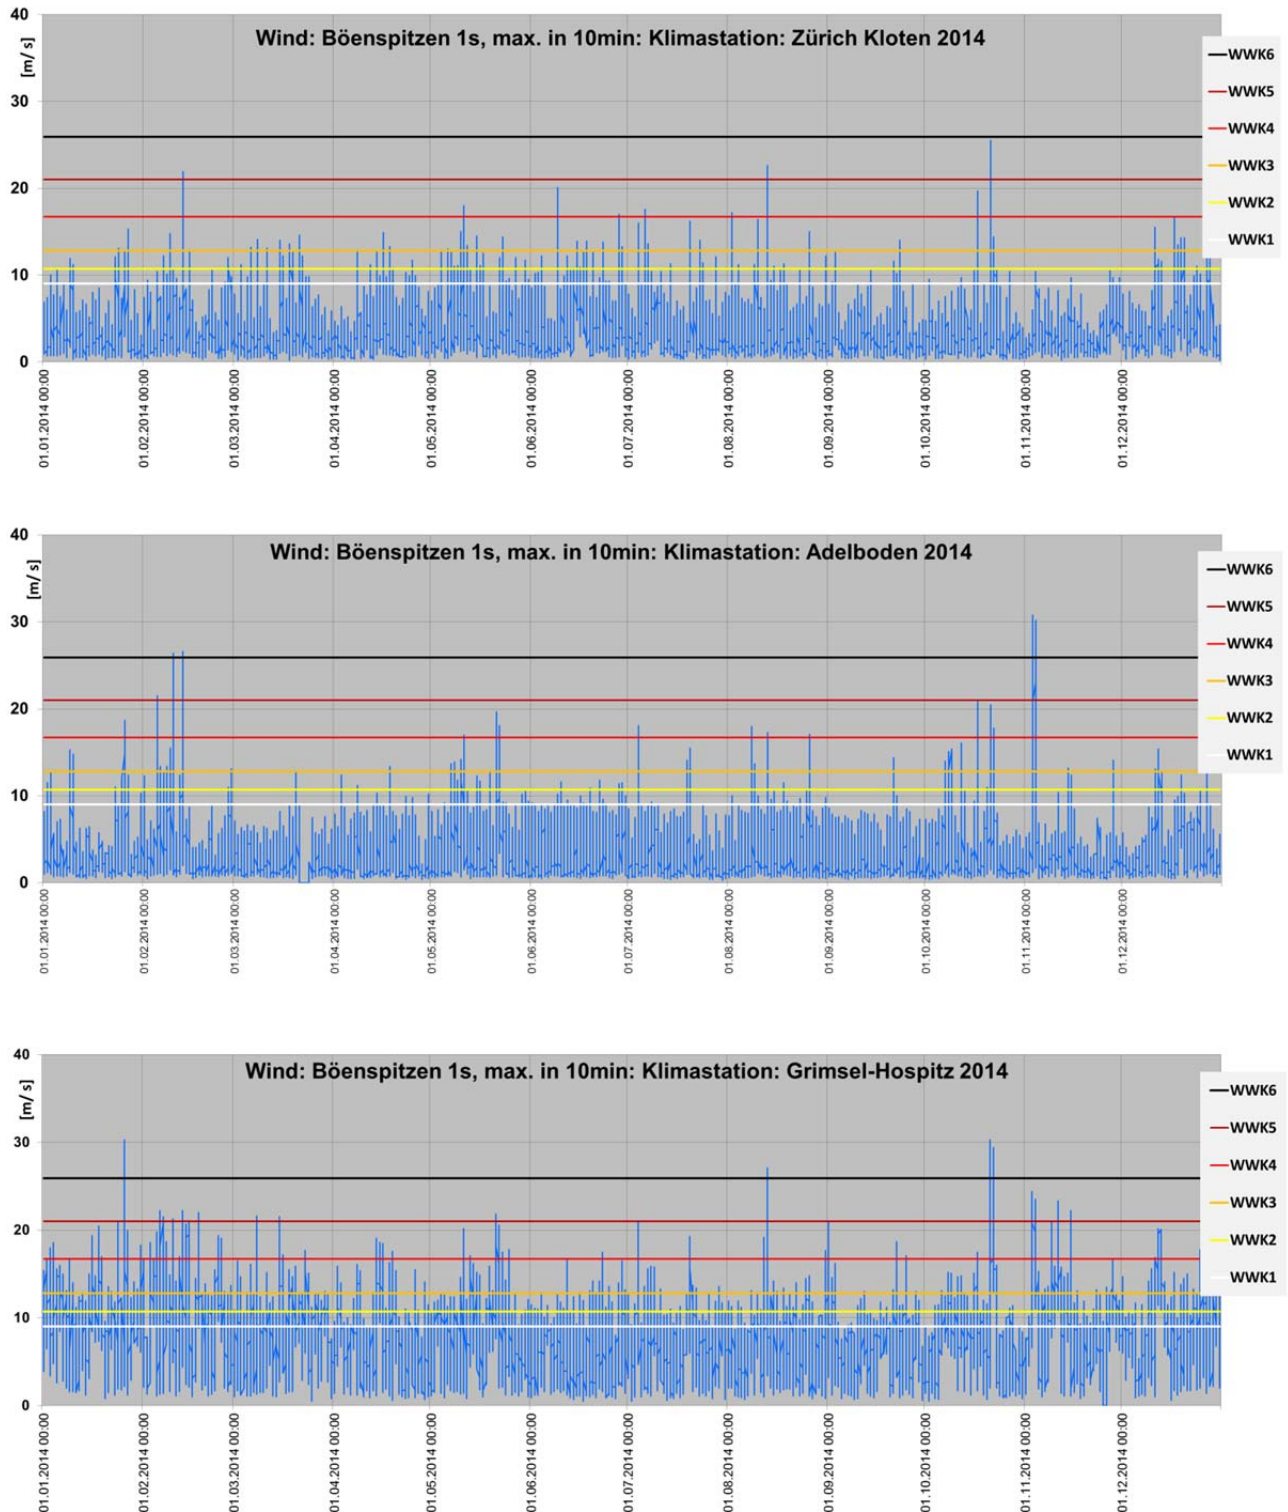 Wind: Böenspitzen 1s, max. in 10min: Klimastation: Zürich Kloten 2014
[m/ s]
40
30
20
10
0
WWK6
WWK5
WWK4
WWK3
WWK2
WWK1
01.01.2014 00:00
01.02.2014 00:00
01.03.2014 00:00
01.04.2014 00:00
01.05.2014 00:00
01.06.2014 00:00
01.07.2014 00:00
01.08.2014 00:00
01.09.2014 00:00
01.10.2014 00:00
01.11.2014 00:00
01.12.2014 00:00
Wind: Böenspitzen 1s, max. in 10min: Klimastation: Adelboden 2014
[m/ s]
40
30
20
10
0
WWK6
WWK5
WWK4
WWK3
WWK2
WWK1
01.01.2014 00:00
01.02.2014 00:00
01.03.2014 00:00
01.04.2014 00:00
01.05.2014 00:00
01.06.2014 00:00
01.07.2014 00:00
01.08.2014 00:00
01.09.2014 00:00
01.10.2014 00:00
01.11.2014 00:00
01.12.2014 00:00
Wind: Böenspitzen 1s, max. in 10min: Klimastation: Grimsel-Hospitz 2014
[m/ s]
40
30
20
10
0
WWK6
WWK5
WWK4
WWK3
WWK2
WWK1
01.01.2014 00:00
01.02.2014 00:00
01.03.2014 00:00
01.04.2014 00:00
01.05.2014 00:00
01.06.2014 00:00
01.07.2014 00:00
01.08.2014 00:00
01.09.2014 00:00
01.10.2014 00:00
01.11.2014 00:00
01.12.2014 00:00